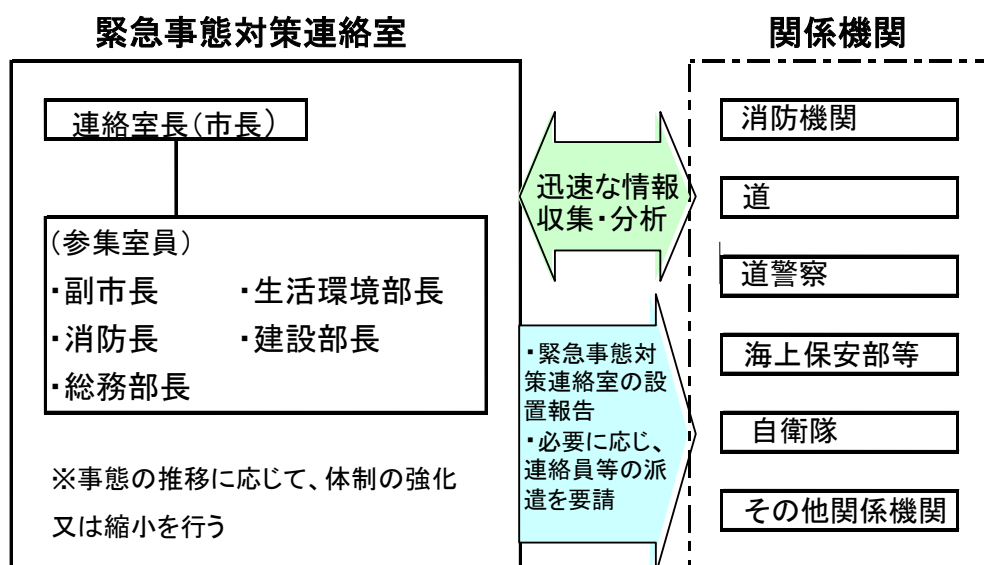 緊急事態対策連絡室
連絡室長(市長)
(参集室員)
・副市長 ・生活環境部長
・消防長 ・建設部長
・総務部長
※事態の推移に応じて、体制の強化
又は縮小を行う
迅速な情報
収集・分析
・緊急事態対
策連絡室の設
置報告
・必要に応じ、
連絡員等の派
遣を要請
関係機関
消防機関
道
道警察
海上保安部等
自衛隊
その他関係機関